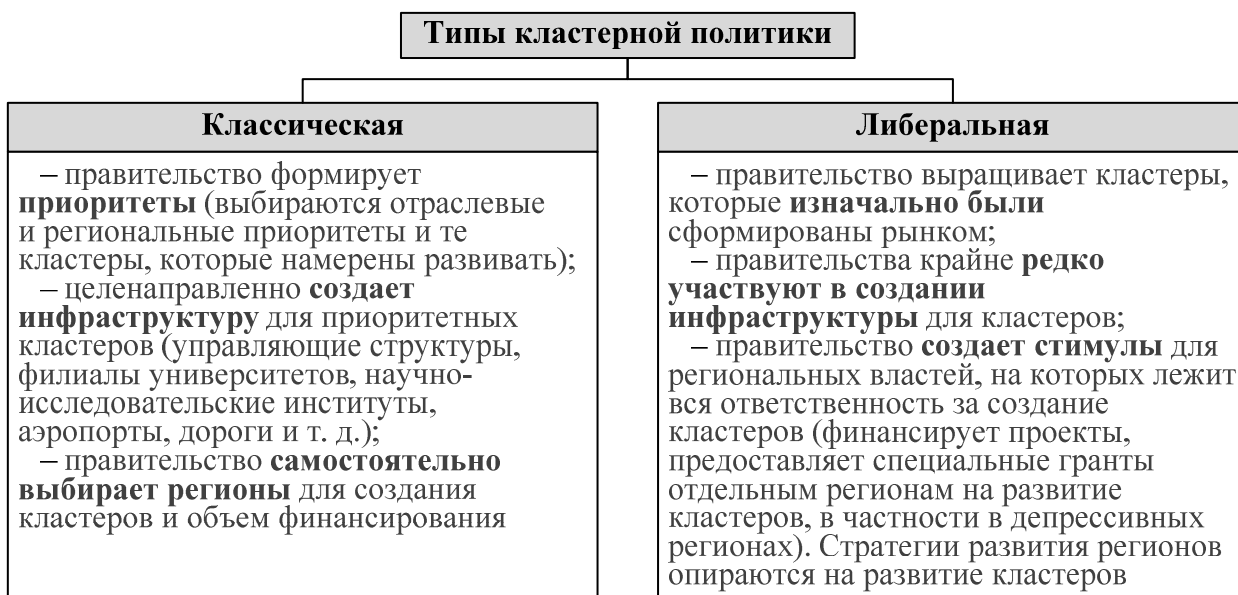 Типы кластерной политики
Классическая
– правительство формирует
приоритеты (выбираются отраслевые
и региональные приоритеты и те
кластеры, которые намерены развивать);
– целенаправленно создает
инфраструктуру для приоритетных
кластеров (управляющие структуры,
филиалы университетов, научно-
исследовательские институты,
аэропорты, дороги и т. д.);
– правительство самостоятельно
выбирает регионы для создания
кластеров и объем финансирования
Либеральная
– правительство выращивает кластеры,
которые изначально были
сформированы рынком;
– правительства крайне редко
участвуют в создании
инфраструктуры для кластеров;
– правительство создает стимулы для
региональных властей, на которых лежит
вся ответственность за создание
кластеров (финансирует проекты,
предоставляет специальные гранты
отдельным регионам на развитие
кластеров, в частности в депрессивных
регионах). Стратегии развития регионов
опираются на развитие кластеров